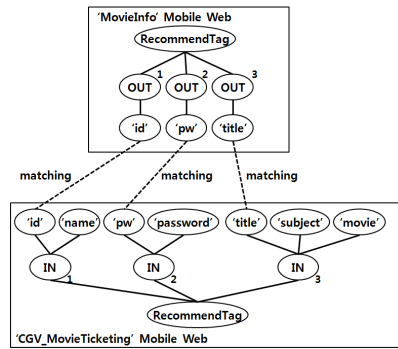 ‘MovieInfo’ Mobile Web
RecommendTag
1 2 3
OUT OUT OUT
‘id’ ‘pw’ ‘title’
matching matching matching
‘id’ ‘name’ ‘pw’ ‘password’ ‘title’ ‘subject’ ‘movie’
IN IN IN
1 2 3
RecommendTag
‘CGV_MovieTicketing’ Mobile Web